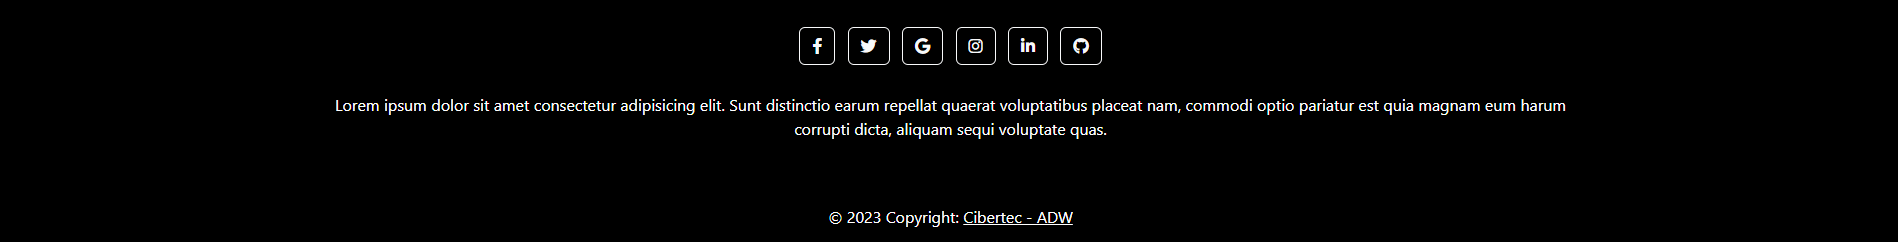 Lorem ipsum dolor sit amet consectetur adipisicing elit. Sunt distinctio earum repellat quaerat voluptatibus placeat nam, commodi optio pariatur est quia magnam eum harum
corrupti dicta, aliquam sequi voluptate quas.
© 2023 Copyright: Cibertec - ADW